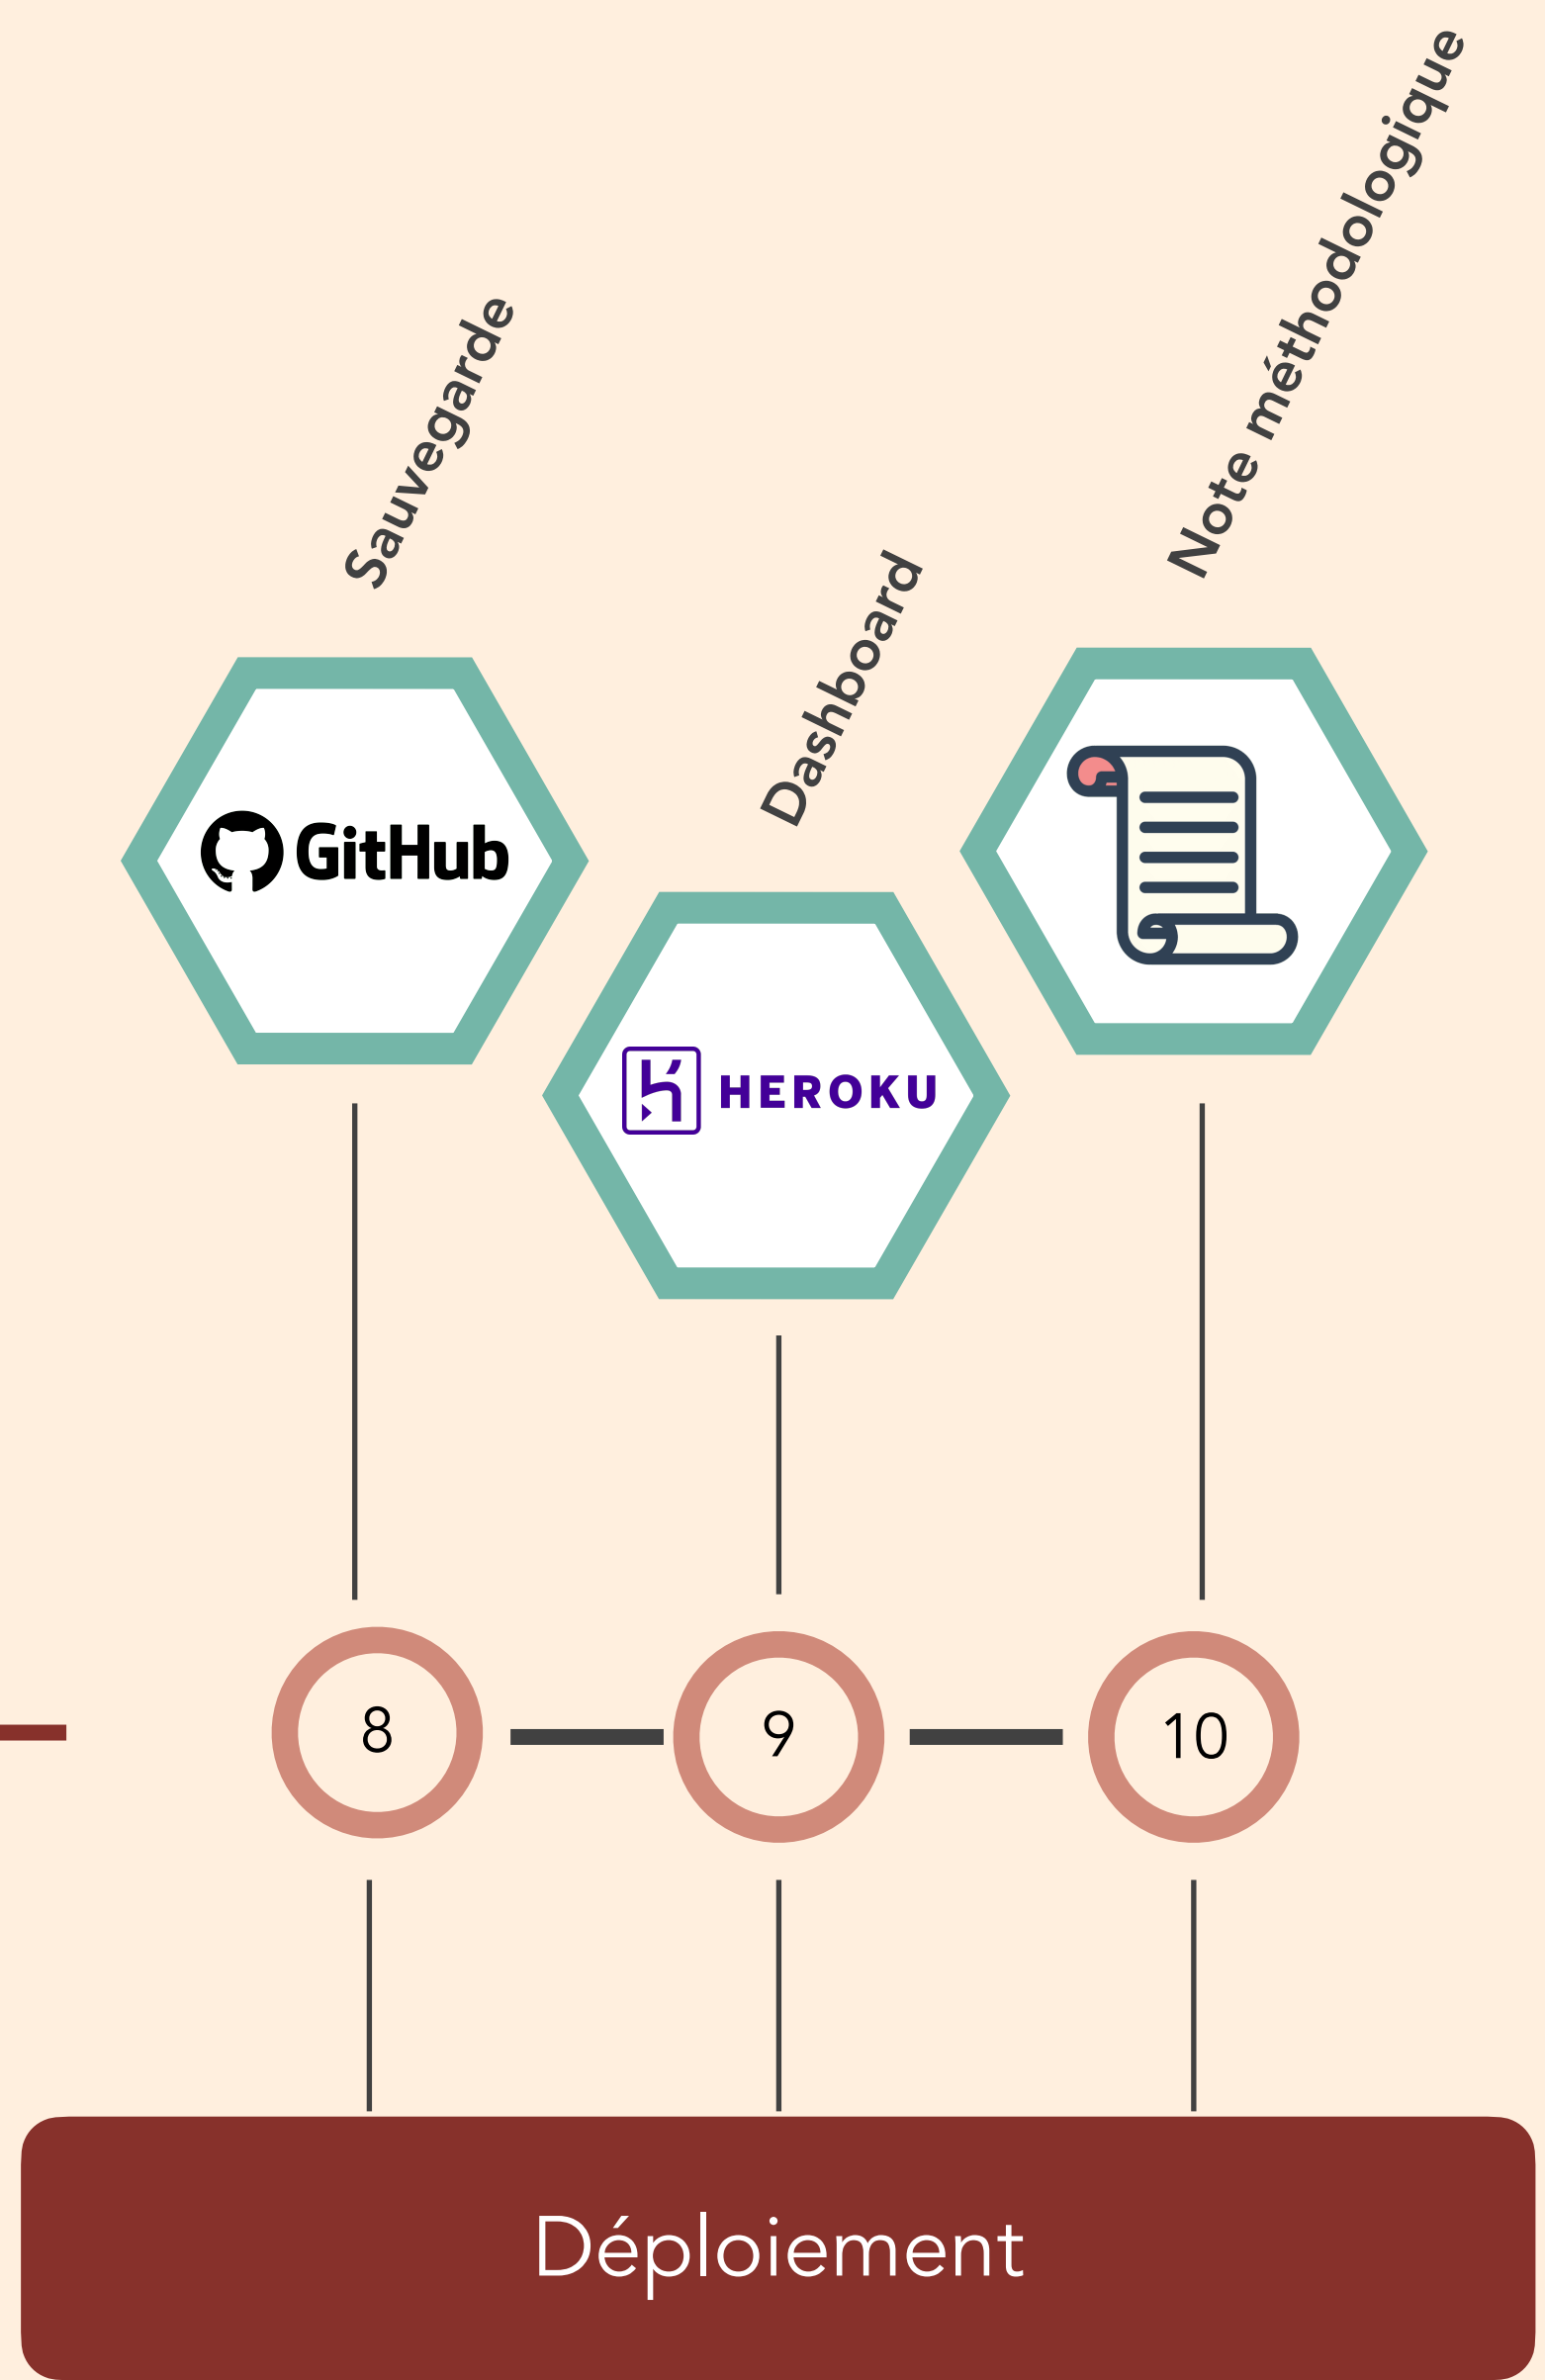 Sauvegarde
Dashboard
Note méthodologique
GitHub
HEROKU
8
9
10
Déploiement